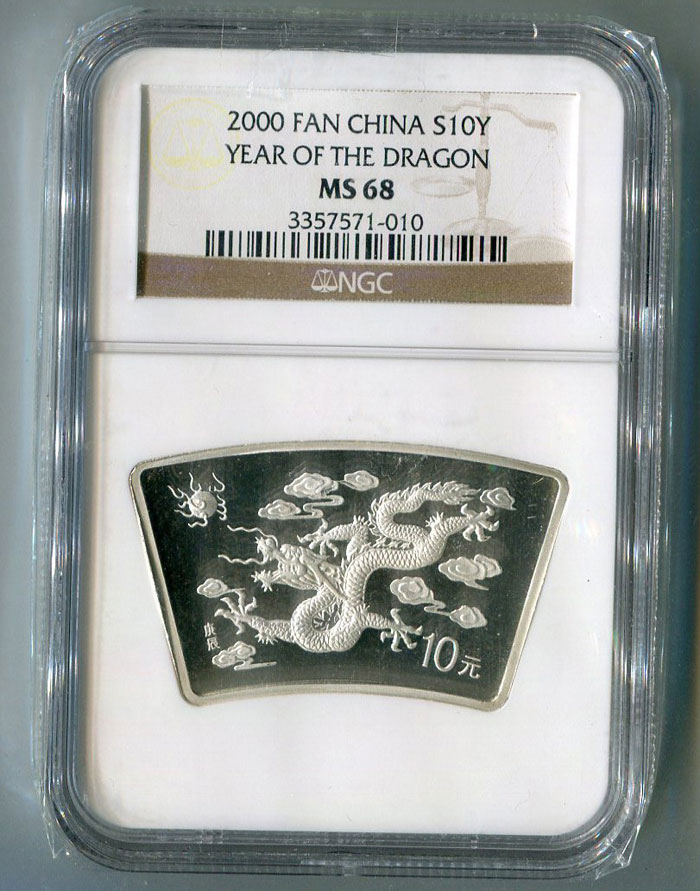 2000 FAN CHINA S10Y
YEAR OF THE DRAGON
MS 68
3357571-010
NGC
庚辰
10元